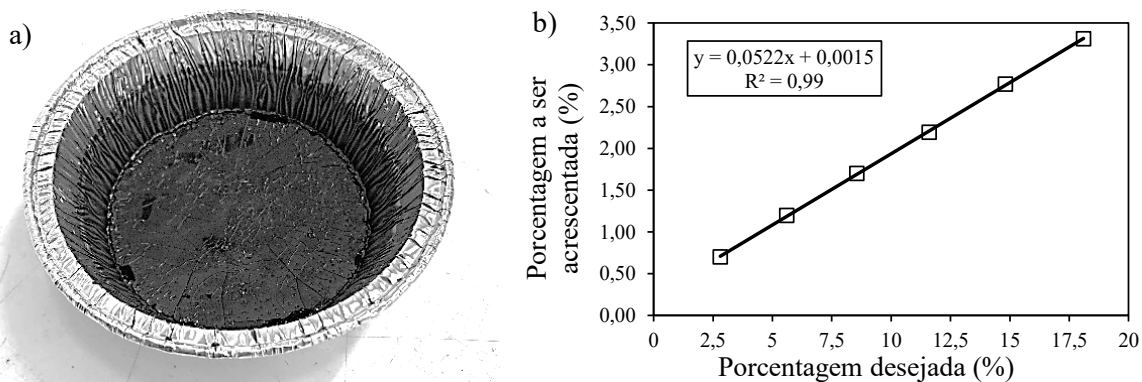 a)
b)
Porcentagem a ser
acrescentada (%)
3,50
3,00
2,50
2,00
1,50
1,00
0,50
0,00
y = 0,0522x + 0,0015
R² = 0,99
0 2,5 5 7,5 10 12,5 15 17,5 20
Porcentagem desejada (%)